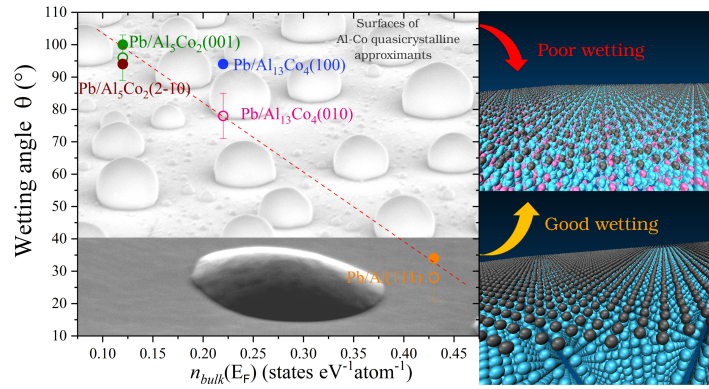 Surfaces of
Al-Co quasicrystalline
approximants
Pb/Al₅Co₂(001)
Pb/Al₁₃Co₄(100)
Pb/Al₅Co₂(2-10)
Pb/Al₁₃Co₄(010)
Pb/Al(111)
Wetting angle θ (°)
110
100
90
80
70
60
50
40
30
20
10
0.10 0.15 0.20 0.25 0.30 0.35 0.40 0.45
n_bulk(E_F) (states eV⁻¹atom⁻¹)
Poor wetting
Good wetting